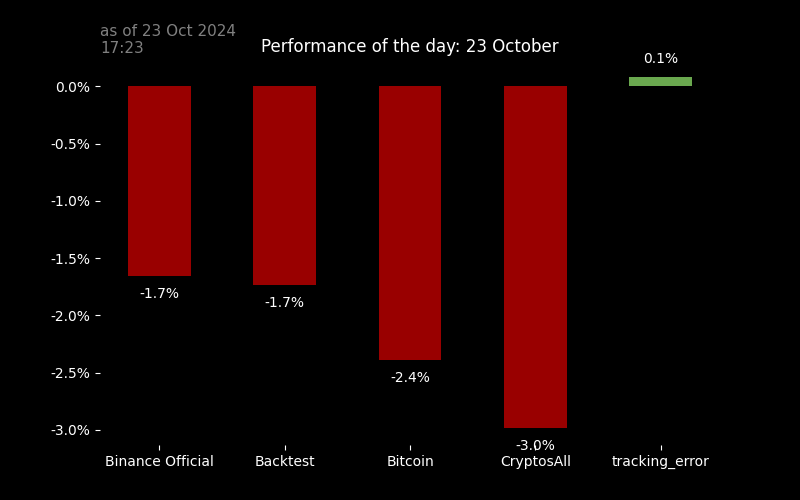 as of 23 Oct 2024
17:23
Performance of the day: 23 October
0.1%
0.0%
-0.5%
-1.0%
-1.5%
-2.0%
-2.5%
-3.0%
-1.7%
-1.7%
-2.4%
-3.0%
Binance Official
Backtest
Bitcoin
CryptosAll
tracking_error